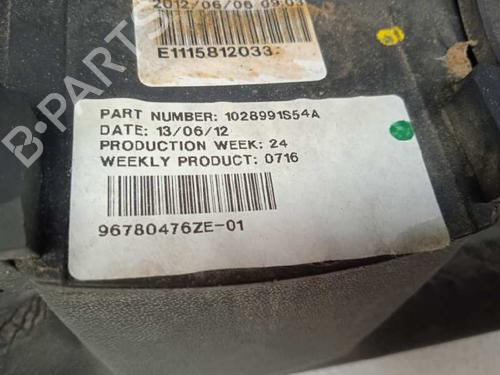 2012/06/06 09:03
E1115812033
PART NUMBER: 1028991S54A
DATE: 13/06/12
PRODUCTION WEEK: 24
WEEKLY PRODUCT: 0716
96780476ZE-01
B-PARTS